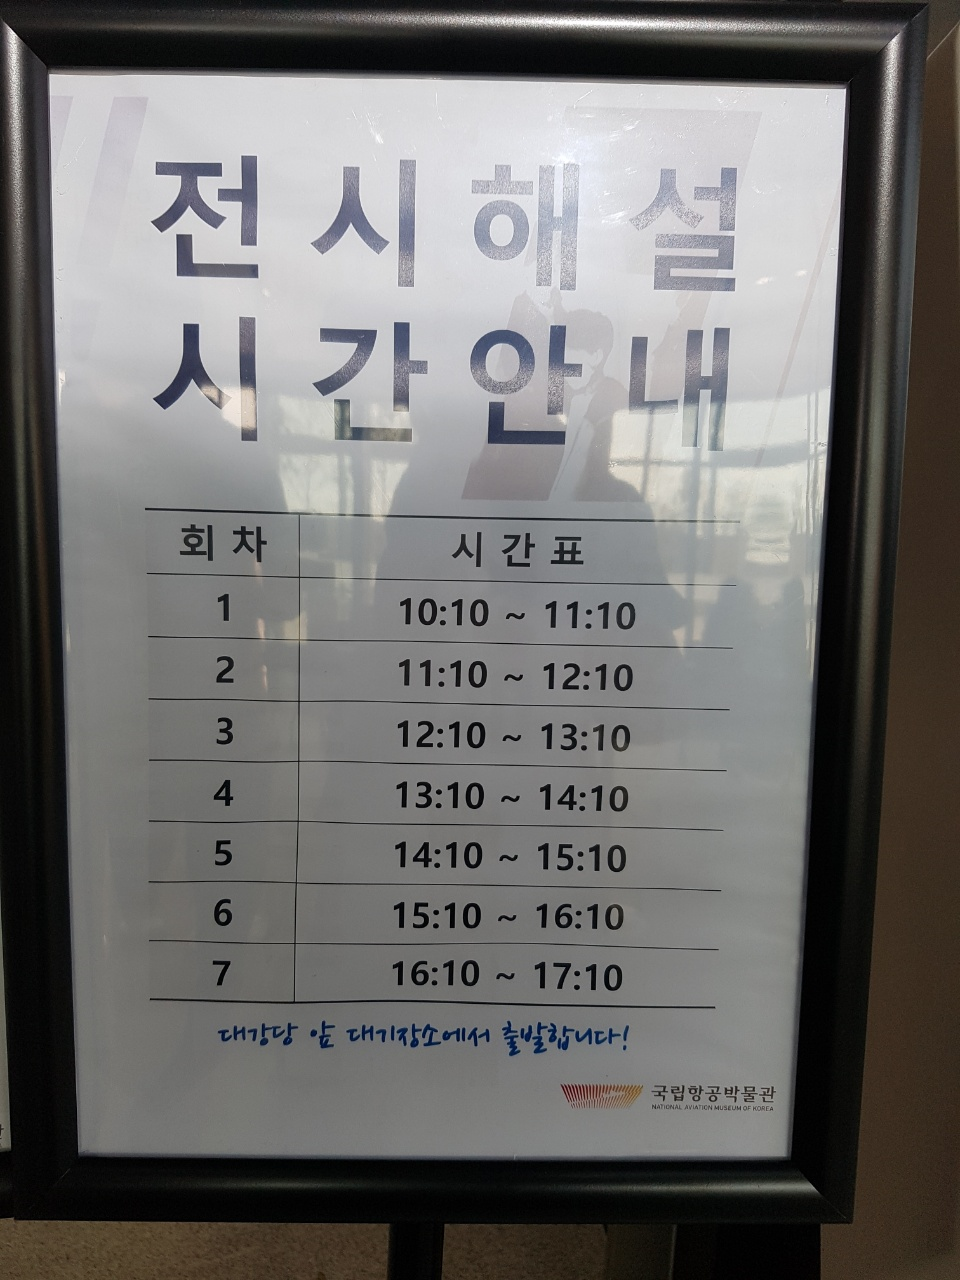 전시해설
시간안내
회차 시간표
1 10:10 ~ 11:10
2 11:10 ~ 12:10
3 12:10 ~ 13:10
4 13:10 ~ 14:10
5 14:10 ~ 15:10
6 15:10 ~ 16:10
7 16:10 ~ 17:10
대강당 앞 대기장소에서 출발합니다!
국립항공박물관
NATIONAL AVIATION MUSEUM OF KOREA